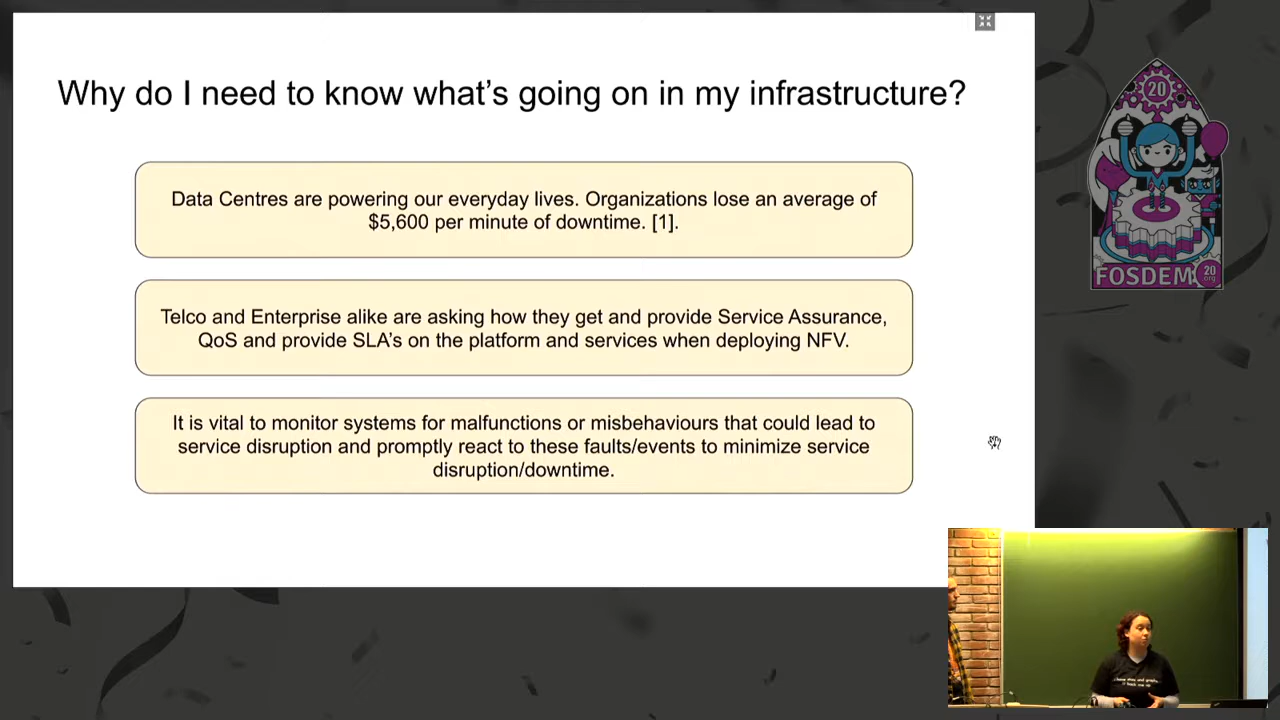 Why do I need to know what's going on in my infrastructure?
Data Centres are powering our everyday lives. Organizations lose an average of
$5,600 per minute of downtime. [1].
Telco and Enterprise alike are asking how they get and provide Service Assurance,
QoS and provide SLA's on the platform and services when deploying NFV.
It is vital to monitor systems for malfunctions or misbehaviours that could lead to
service disruption and promptly react to these faults/events to minimize service
disruption/downtime.
20
FOSDEM
20
.org